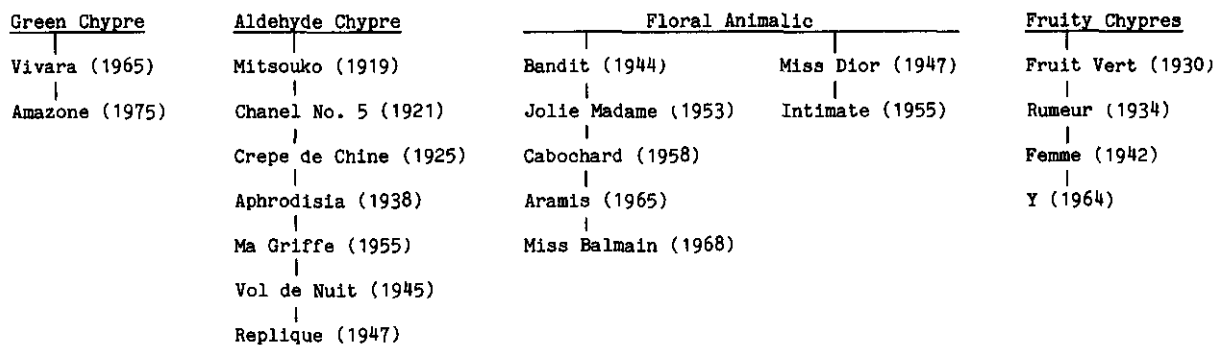 Green Chypre
Vivara (1965)
Amazone (1975)
Aldehyde Chypre
Mitsouko (1919)
Chanel No. 5 (1921)
Crepe de Chine (1925)
Aphrodisia (1938)
Ma Griffe (1955)
Vol de Nuit (1945)
Replique (1947)
Floral Animalic
Bandit (1944)
Jolie Madame (1953)
Cabochard (1958)
Aramis (1965)
Miss Balmain (1968)
Miss Dior (1947)
Intimate (1955)
Fruity Chypres
Fruit Vert (1930)
Rumeur (1934)
Femme (1942)
Y (1964)